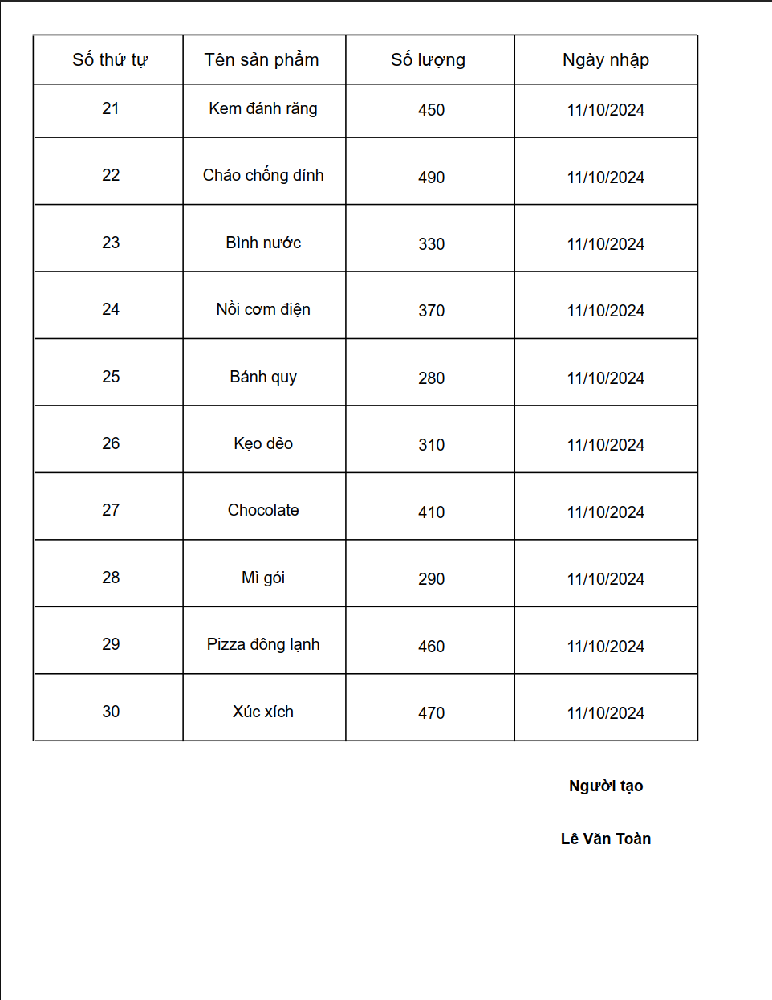 Số thứ tự Tên sản phẩm Số lượng Ngày nhập
21 Kem đánh răng 450 11/10/2024
22 Chảo chống dính 490 11/10/2024
23 Bình nước 330 11/10/2024
24 Nồi cơm điện 370 11/10/2024
25 Bánh quy 280 11/10/2024
26 Kẹo dẻo 310 11/10/2024
27 Chocolate 410 11/10/2024
28 Mì gói 290 11/10/2024
29 Pizza đông lạnh 460 11/10/2024
30 Xúc xích 470 11/10/2024
Người tạo
Lê Văn Toàn